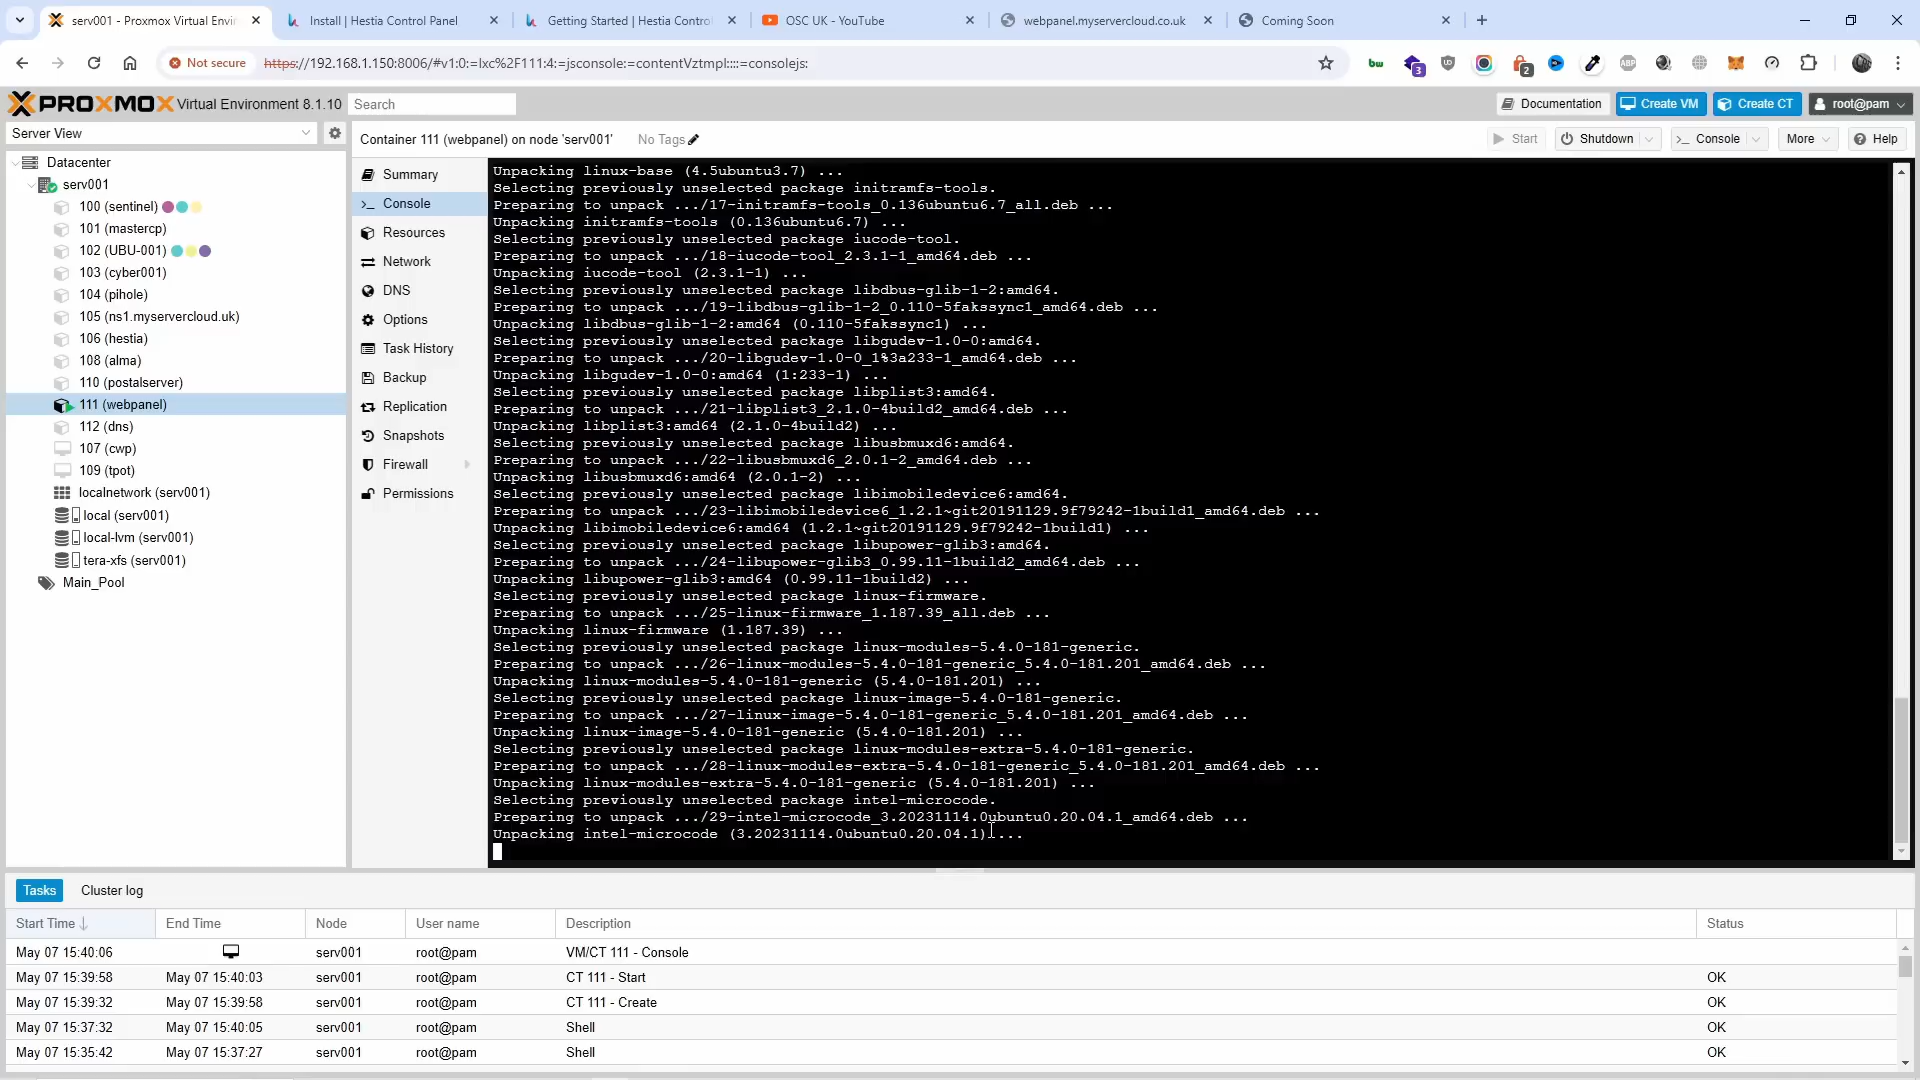 serv001 - Proxmox Virtual Envir
Install | Hestia Control Panel
Getting Started | Hestia Contro
OSC UK - YouTube
webpanel.myservercloud.co.uk
Coming Soon
Not secure
https://192.168.1.150:8006/#v1:0:=lxc%2F111:4:=jsconsole:=contentVztmpl::::=consolejs:
bw
3
2
ABP
PROXMOX Virtual Environment 8.1.10
Search
Documentation
Create VM
Create CT
root@pam
Server View
Container 111 (webpanel) on node 'serv001'
No Tags
Start
Shutdown
Console
More
Help
Datacenter
serv001
100 (sentinel)
101 (mastercp)
102 (UBU-001)
103 (cyber001)
104 (pihole)
105 (ns1.myservercloud.uk)
106 (hestia)
108 (alma)
110 (postalserver)
111 (webpanel)
112 (dns)
107 (cwp)
109 (tpot)
localnetwork (serv001)
local (serv001)
local-lvm (serv001)
tera-xfs (serv001)
Main_Pool
Summary
Console
Resources
Network
DNS
Options
Task History
Backup
Replication
Snapshots
Firewall
Permissions
Unpacking linux-base (4.5ubuntu3.7) ...
Selecting previously unselected package initramfs-tools.
Preparing to unpack .../17-initramfs-tools_0.136ubuntu6.7_all.deb ...
Unpacking initramfs-tools (0.136ubuntu6.7) ...
Selecting previously unselected package iucode-tool.
Preparing to unpack .../18-iucode-tool_2.3.1-1_amd64.deb ...
Unpacking iucode-tool (2.3.1-1) ...
Selecting previously unselected package libdbus-glib-1-2:amd64.
Preparing to unpack .../19-libdbus-glib-1-2_0.110-5fakssync1_amd64.deb ...
Unpacking libdbus-glib-1-2:amd64 (0.110-5fakssync1) ...
Selecting previously unselected package libgudev-1.0-0:amd64.
Preparing to unpack .../20-libgudev-1.0-0_1%3a233-1_amd64.deb ...
Unpacking libgudev-1.0-0:amd64 (1:233-1) ...
Selecting previously unselected package libplist3:amd64.
Preparing to unpack .../21-libplist3_2.1.0-4build2_amd64.deb ...
Unpacking libplist3:amd64 (2.1.0-4build2) ...
Selecting previously unselected package libusbmuxd6:amd64.
Preparing to unpack .../22-libusbmuxd6_2.0.1-2_amd64.deb ...
Unpacking libusbmuxd6:amd64 (2.0.1-2) ...
Selecting previously unselected package libimobiledevice6:amd64.
Preparing to unpack .../23-libimobiledevice6_1.2.1~git20191129.9f79242-1build1_amd64.deb ...
Unpacking libimobiledevice6:amd64 (1.2.1~git20191129.9f79242-1build1) ...
Selecting previously unselected package libupower-glib3:amd64.
Preparing to unpack .../24-libupower-glib3_0.99.11-1build2_amd64.deb ...
Unpacking libupower-glib3:amd64 (0.99.11-1build2) ...
Selecting previously unselected package linux-firmware.
Preparing to unpack .../25-linux-firmware_1.187.39_all.deb ...
Unpacking linux-firmware (1.187.39) ...
Selecting previously unselected package linux-modules-5.4.0-181-generic.
Preparing to unpack .../26-linux-modules-5.4.0-181-generic_5.4.0-181.201_amd64.deb ...
Unpacking linux-modules-5.4.0-181-generic (5.4.0-181.201) ...
Selecting previously unselected package linux-image-5.4.0-181-generic.
Preparing to unpack .../27-linux-image-5.4.0-181-generic_5.4.0-181.201_amd64.deb ...
Unpacking linux-image-5.4.0-181-generic (5.4.0-181.201) ...
Selecting previously unselected package linux-modules-extra-5.4.0-181-generic.
Preparing to unpack .../28-linux-modules-extra-5.4.0-181-generic_5.4.0-181.201_amd64.deb ...
Unpacking linux-modules-extra-5.4.0-181-generic (5.4.0-181.201) ...
Selecting previously unselected package intel-microcode.
Preparing to unpack .../29-intel-microcode_3.20231114.0ubuntu0.20.04.1_amd64.deb ...
Unpacking intel-microcode (3.20231114.0ubuntu0.20.04.1) ...
Tasks
Cluster log
Start Time
End Time
Node
User name
Description
Status
May 07 15:40:06 serv001 root@pam VM/CT 111 - Console
May 07 15:39:58 May 07 15:40:03 serv001 root@pam CT 111 - Start OK
May 07 15:39:32 May 07 15:39:58 serv001 root@pam CT 111 - Create OK
May 07 15:37:32 May 07 15:40:05 serv001 root@pam Shell OK
May 07 15:35:42 May 07 15:37:27 serv001 root@pam Shell OK